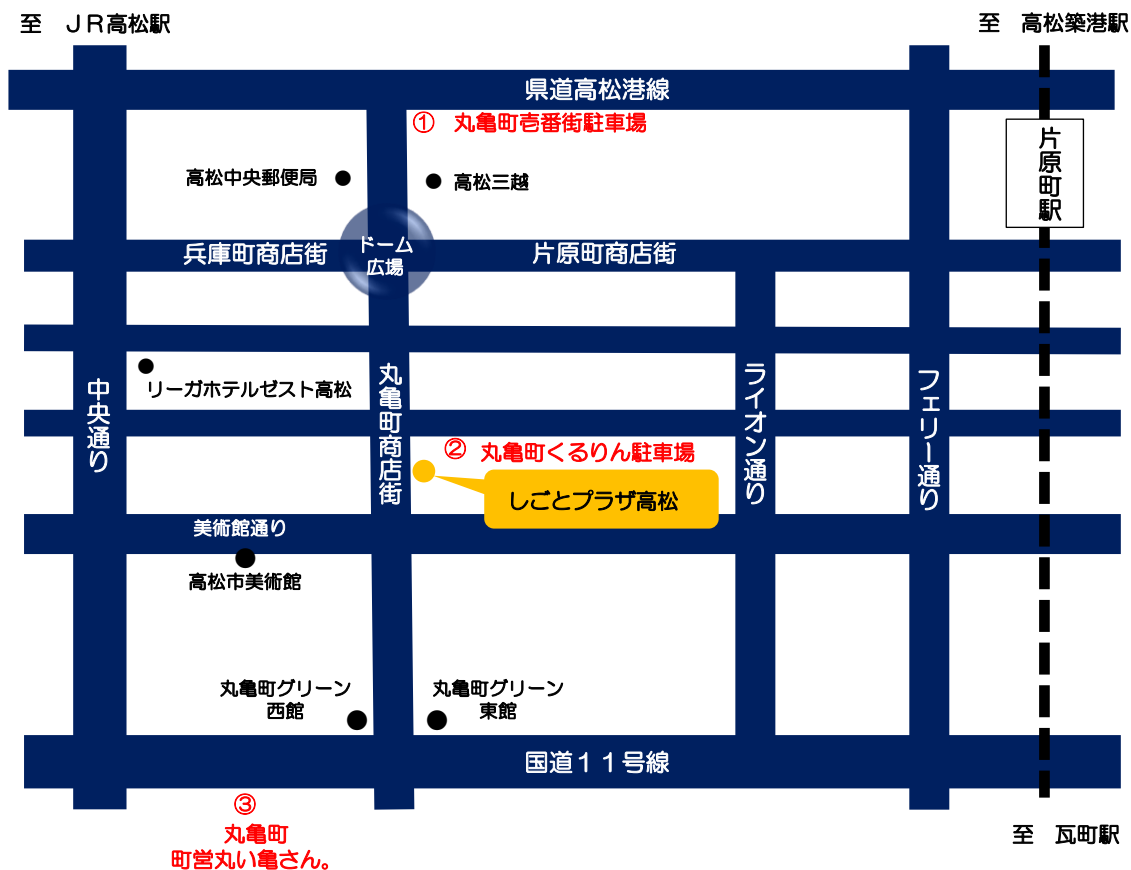 至　ＪＲ高松駅
至　高松築港駅
県道高松港線
①　丸亀町壱番街駐車場
片原町駅
高松中央郵便局
高松三越
兵庫町商店街
ドーム
広場
片原町商店街
リーガホテルゼスト高松
中央通り
丸亀町商店街
ライオン通り
フェリー通り
②　丸亀町くるりん駐車場
しごとプラザ高松
美術館通り
高松市美術館
丸亀町グリーン
西館
丸亀町グリーン
東館
国道１１号線
③
丸亀町
町営丸い亀さん。
至　瓦町駅